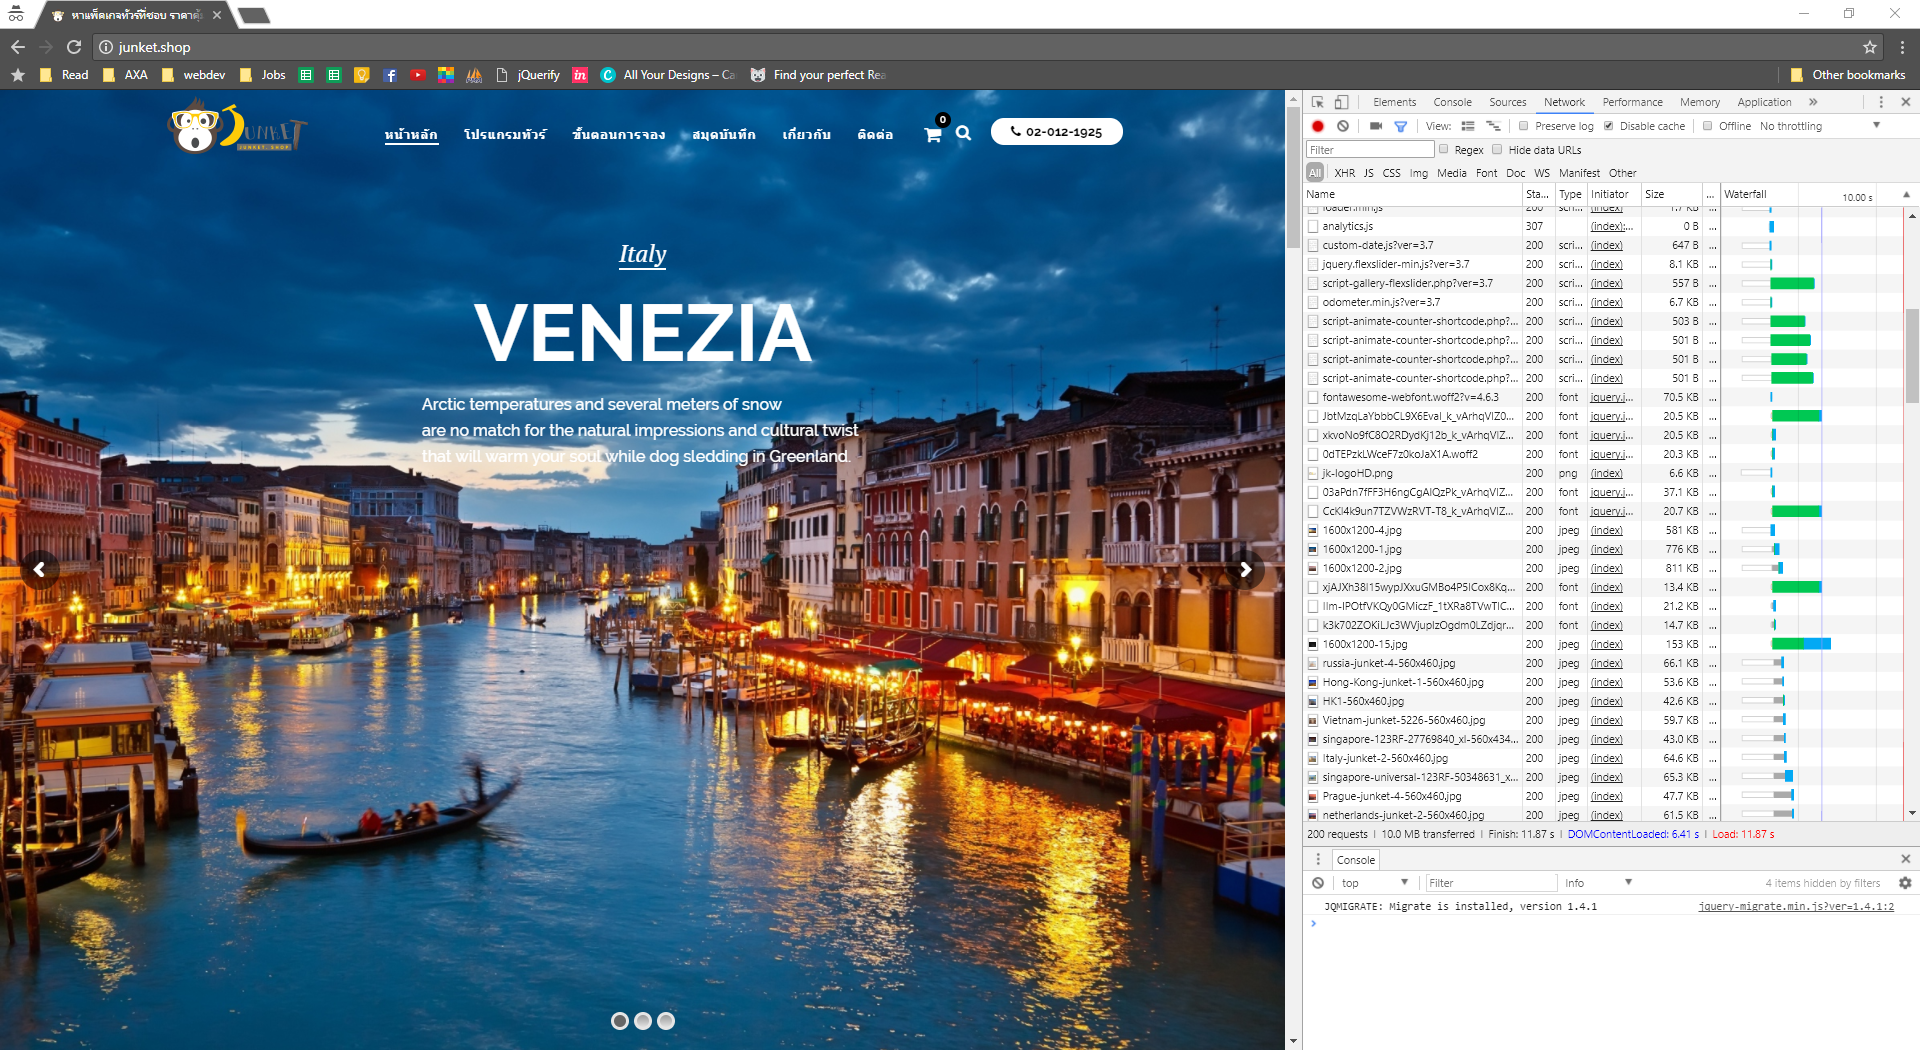 หาแพ็คเกจทัวร์ที่ชอบ ราคาคุ้
junket.shop
Read AXA webdev Jobs jQuerify All Your Designs – Ca Find your perfect Rea Other bookmarks
JUNKET
JUNKET.SHOP
หน้าหลัก โปรแกรมทัวร์ ขั้นตอนการจอง สมุดบันทึก เกี่ยวกับ ติดต่อ 0 02-012-1925
Italy
VENEZIA
Arctic temperatures and several meters of snow
are no match for the natural impressions and cultural twist
that will warm your soul while dog sledding in Greenland.
Elements Console Sources Network Performance Memory Application »
View: Preserve log Disable cache Offline No throttling
Filter Regex Hide data URLs
All XHR JS CSS Img Media Font Doc WS Manifest Other
Name Sta... Type Initiator Size ... Waterfall 10.00 s
loader.min.js 200 scri... (index) 1.7 KB ...
analytics.js 307 (index):... 0 B ...
custom-date.js?ver=3.7 200 scri... (index) 647 B ...
jquery.flexslider-min.js?ver=3.7 200 scri... (index) 8.1 KB ...
script-gallery-flexslider.php?ver=3.7 200 scri... (index) 557 B ...
odometer.min.js?ver=3.7 200 scri... (index) 6.7 KB ...
script-animate-counter-shortcode.php?... 200 scri... (index) 503 B ...
script-animate-counter-shortcode.php?... 200 scri... (index) 501 B ...
script-animate-counter-shortcode.php?... 200 scri... (index) 501 B ...
script-animate-counter-shortcode.php?... 200 scri... (index) 501 B ...
fontawesome-webfont.woff2?v=4.6.3 200 font jquery.j... 70.5 KB ...
JbtMzqLaYbbbCL9X6EvaI_k_vArhqVIZ0... 200 font jquery.j... 20.5 KB ...
xkvoNo9fC8O2RDydKj12b_k_vArhqVIZ... 200 font jquery.j... 20.5 KB ...
0dTEPzkLWceF7z0koJaX1A.woff2 200 font jquery.j... 20.3 KB ...
jk-logoHD.png 200 png (index) 6.6 KB ...
03aPdn7fFF3H6ngCgAlQzPk_vArhqVIZ... 200 font jquery.j... 37.1 KB ...
CcKI4k9un7TZVWzRVT-T8_k_vArhqVIZ... 200 font jquery.j... 20.7 KB ...
1600x1200-4.jpg 200 jpeg (index) 581 KB ...
1600x1200-1.jpg 200 jpeg (index) 776 KB ...
1600x1200-2.jpg 200 jpeg (index) 811 KB ...
xjAJXh38I15wypJXxuGMBo4P5ICox8Kq... 200 font (index) 13.4 KB ...
IIm-IPOtfVKQy0GMiczF_1tXRa8TVwTIC... 200 font (index) 21.2 KB ...
k3k702ZOKiLJc3WVjuplzOgdm0LZdjqr... 200 font (index) 14.7 KB ...
1600x1200-15.jpg 200 jpeg (index) 153 KB ...
russia-junket-4-560x460.jpg 200 jpeg (index) 66.1 KB ...
Hong-Kong-junket-1-560x460.jpg 200 jpeg (index) 53.6 KB ...
HK1-560x460.jpg 200 jpeg (index) 42.6 KB ...
Vietnam-junket-5226-560x460.jpg 200 jpeg (index) 59.7 KB ...
singapore-123RF-27769840_xl-560x434... 200 jpeg (index) 43.0 KB ...
Italy-junket-2-560x460.jpg 200 jpeg (index) 64.6 KB ...
singapore-universal-123RF-50348631_x... 200 jpeg (index) 65.3 KB ...
Prague-junket-4-560x460.jpg 200 jpeg (index) 47.7 KB ...
netherlands-junket-2-560x460.jpg 200 jpeg (index) 61.5 KB ...
200 requests | 10.0 MB transferred | Finish: 11.87 s | DOMContentLoaded: 6.41 s | Load: 11.87 s
Console
top Filter Info 4 items hidden by filters
JQMIGRATE: Migrate is installed, version 1.4.1 jquery-migrate.min.js?ver=1.4.1:2